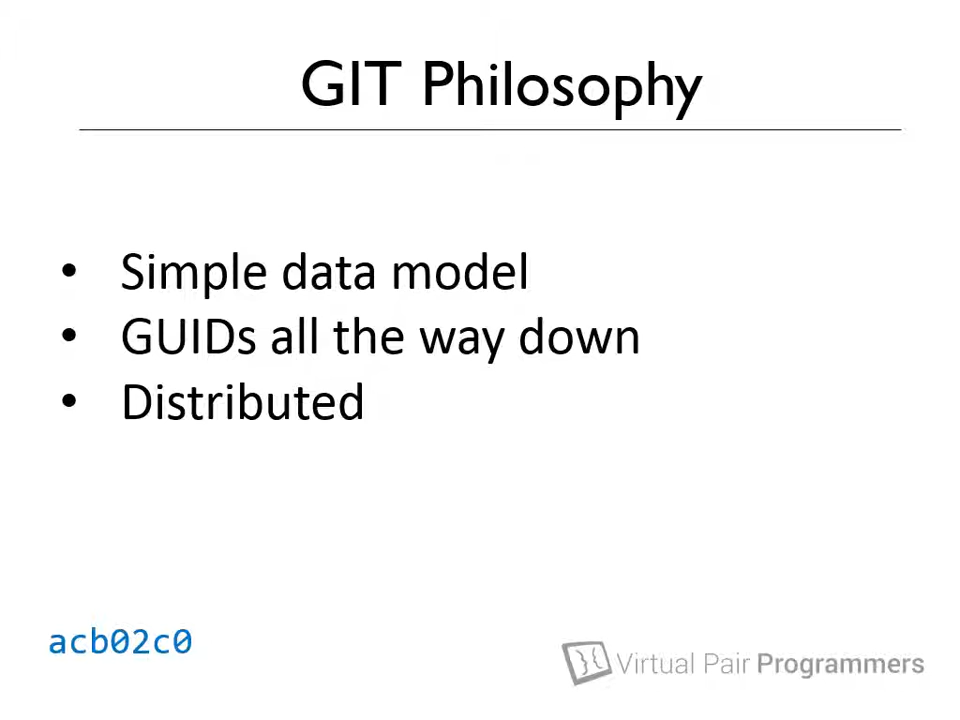 GIT Philosophy
• Simple data model
• GUIDs all the way down
• Distributed
acb02c0
Virtual Pair Programmers